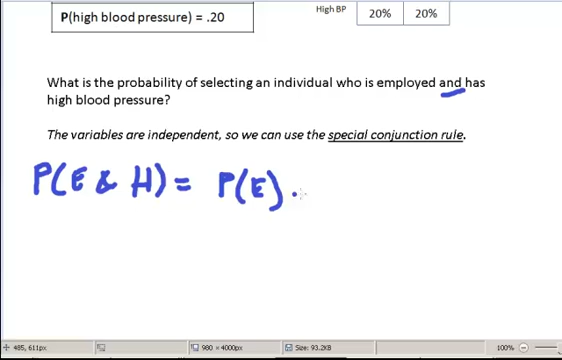 P(high blood pressure) = .20
High BP 20% 20%
What is the probability of selecting an individual who is employed and has
high blood pressure?
The variables are independent, so we can use the special conjunction rule.
P(E & H) = P(E) ·
485, 611px 980 × 4000px Size: 93.2KB 100%